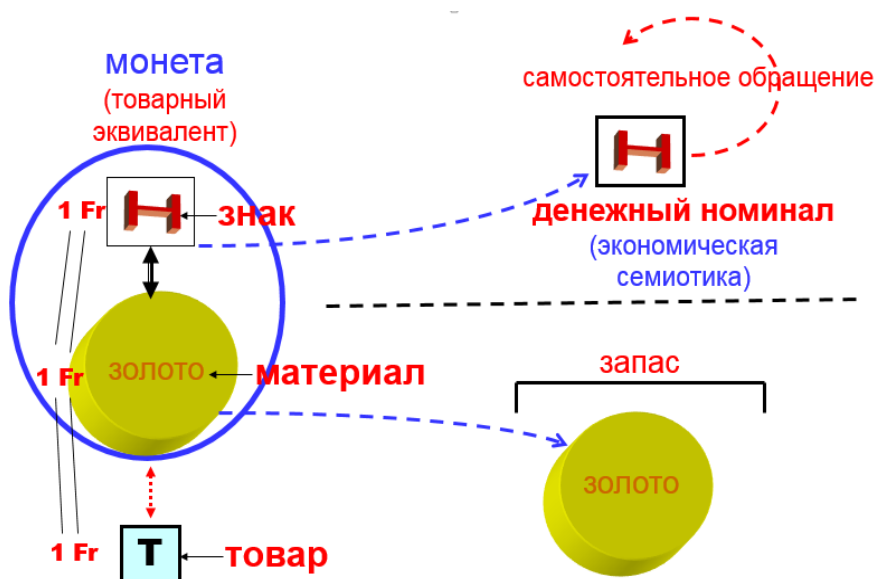 монета
(товарный
эквивалент)
1 Fr
знак
1 Fr
золото
материал
1 Fr
Т
товар
самостоятельное обращение
денежный номинал
(экономическая
семиотика)
запас
золото